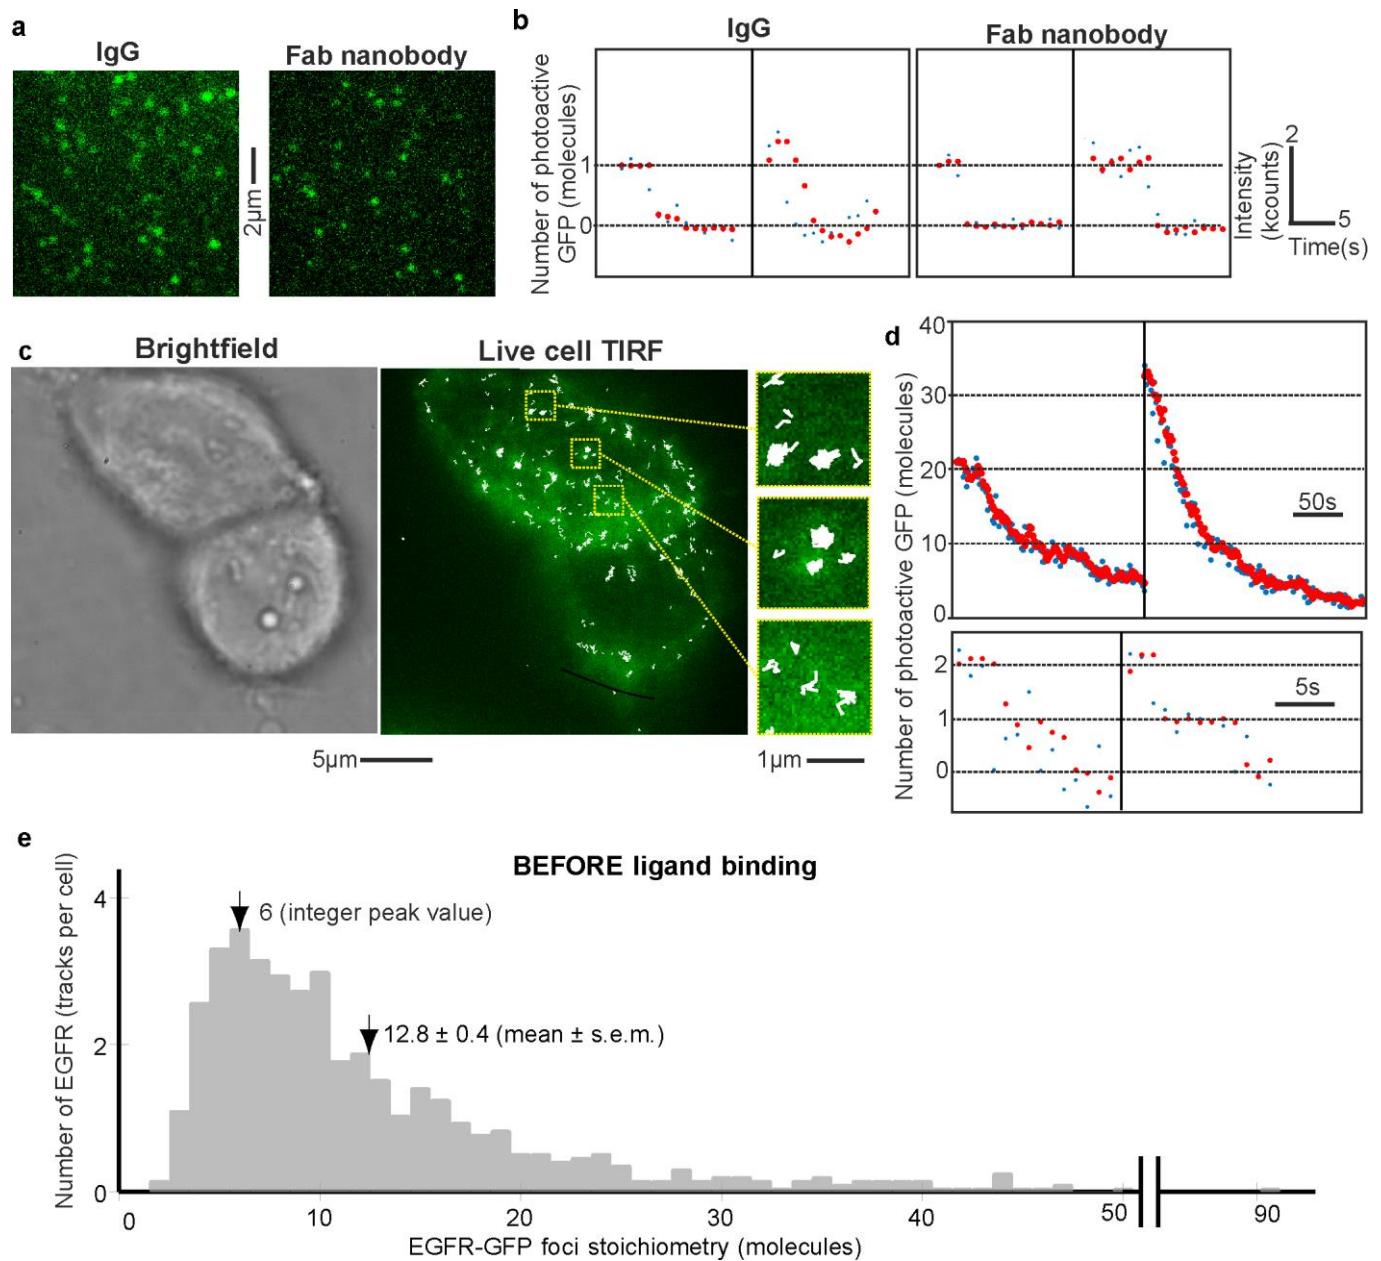 a
IgG
Fab nanobody
2µm
b
IgG
Fab nanobody
Number of photoactive
GFP (molecules)
1
0
2
Intensity
(kcounts)
5
Time(s)
c
Brightfield
Live cell TIRF
5µm
1µm
d
Number of photoactive GFP (molecules)
40
30
20
10
0
50s
2
1
0
5s
e
BEFORE ligand binding
Number of EGFR (tracks per cell)
4
2
0
6 (integer peak value)
12.8 ± 0.4 (mean ± s.e.m.)
0 10 20 30 40 50 90
EGFR-GFP foci stoichiometry (molecules)